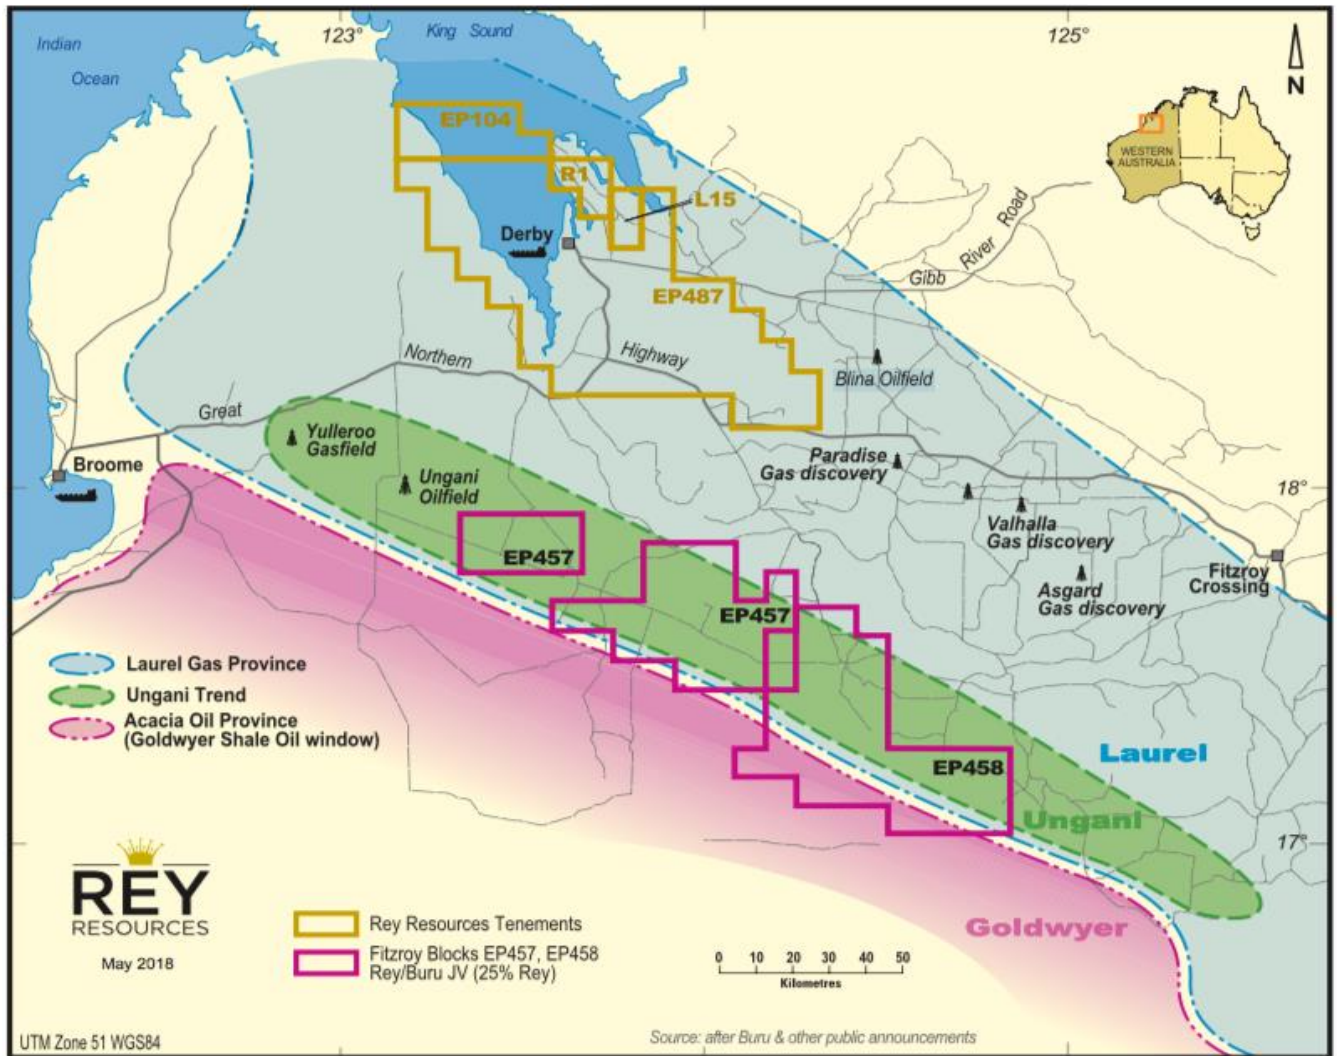 Indian
Ocean
123°
King Sound
125°
N
WESTERN
AUSTRALIA
EP104
R1
L15
Derby
EP487
Gibb River Road
Northern
Highway
Great
Blina Oilfield
Yulleroo
Gasfield
Broome
Ungani
Oilfield
Paradise
Gas discovery
18°
Valhalla
Gas discovery
EP457
Fitzroy
Crossing
Asgard
Gas discovery
EP457
Laurel Gas Province
Ungani Trend
Acacia Oil Province
(Goldwyer Shale Oil window)
Laurel
EP458
Ungani
17°
Goldwyer
REY
RESOURCES
May 2018
Rey Resources Tenements
Fitzroy Blocks EP457, EP458
Rey/Buru JV (25% Rey)
0 10 20 30 40 50
Kilometres
UTM Zone 51 WGS84
Source: after Buru & other public announcements